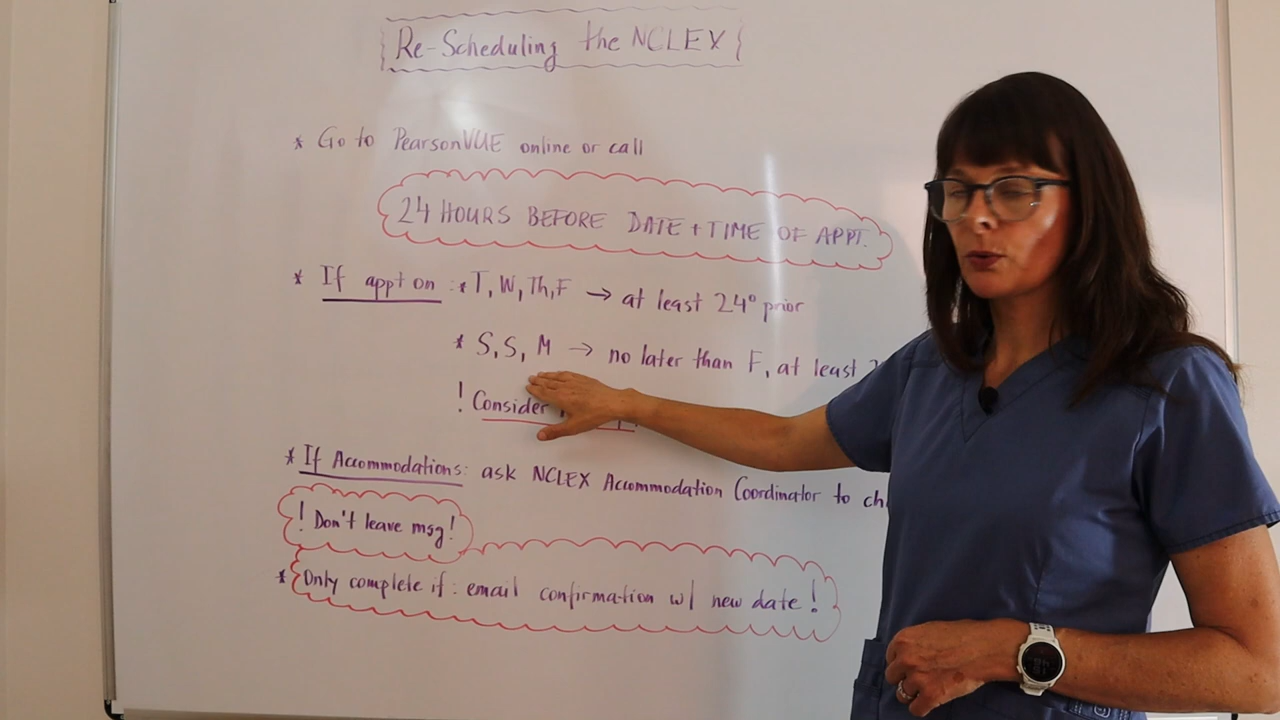 Re-Scheduling the NCLEX
* Go to PearsonVUE online or call
24 HOURS BEFORE DATE + TIME OF APPT.
* If appt on : * T, W, Th, F → at least 24° prior
* S, S, M → no later than F, at least
! Consider
* If Accommodations: ask NCLEX Accommodation Coordinator to
! Don't leave msg!
* Only complete if: email confirmation w/ new date!